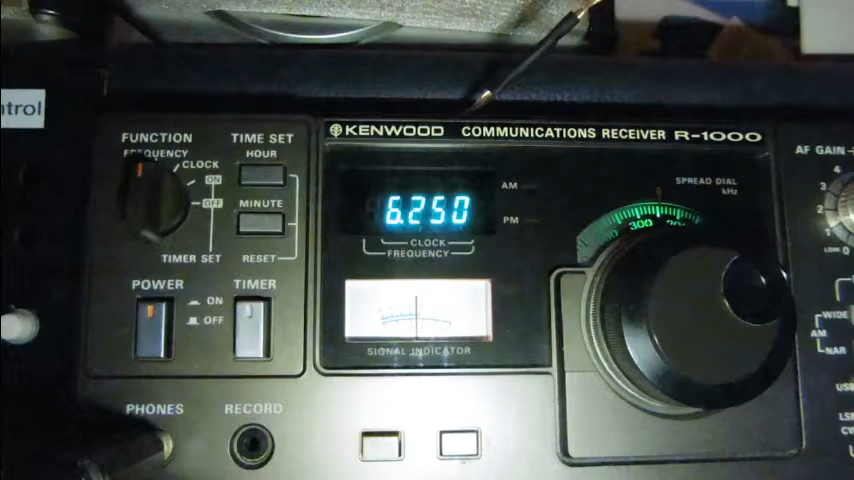 ntrol
KENWOOD COMMUNICATIONS RECEIVER R-1000
FUNCTION
FREQUENCY
CLOCK
ON
OFF
TIMER SET
TIME SET
HOUR
MINUTE
RESET
POWER
ON
OFF
TIMER
6.250
AM
PM
CLOCK
FREQUENCY
SIGNAL INDICATOR
SPREAD DIAL
kHz
300
AF GAIN
4
3
2
1
LOW 0
WIDE
AM
NAR
USB
LSB
CW
PHONES
RECORD